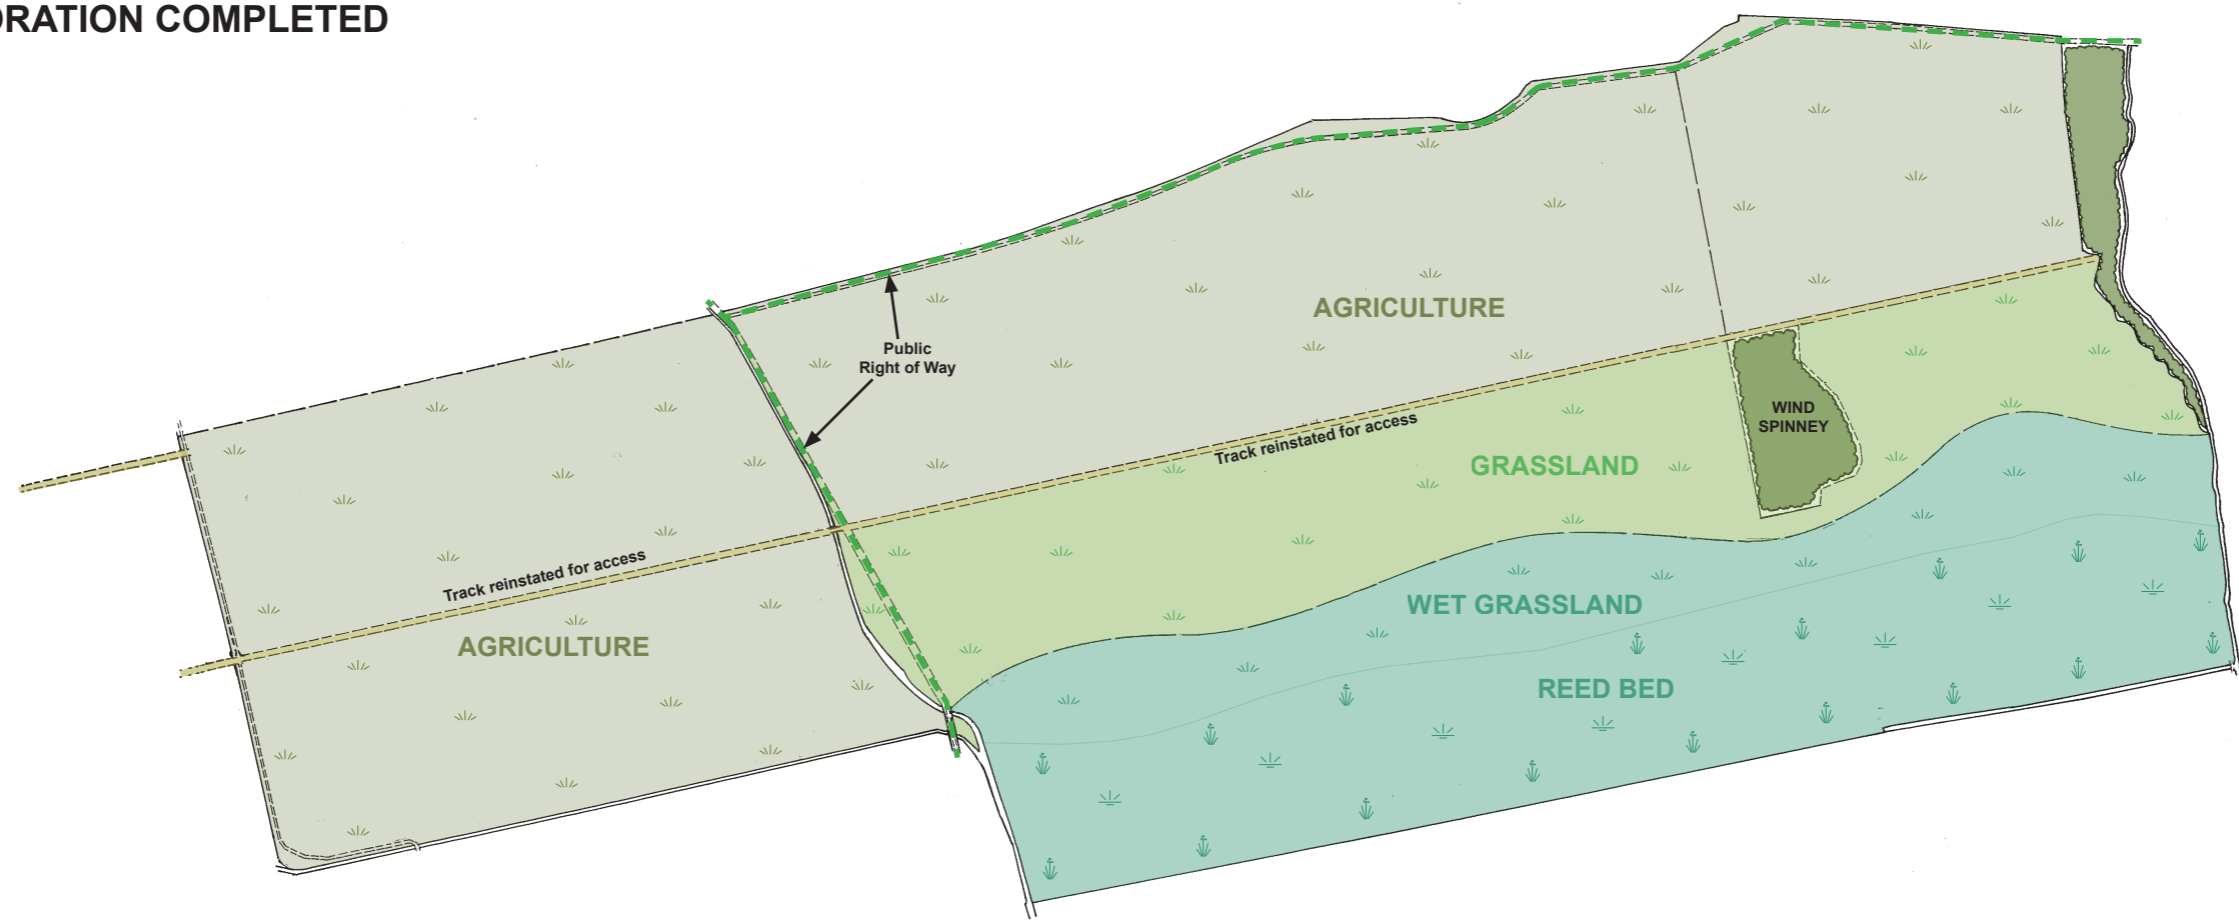 ORATION COMPLETED
AGRICULTURE
Public
Right of Way
WIND
SPINNEY
Track reinstated for access
GRASSLAND
Track reinstated for access
WET GRASSLAND
AGRICULTURE
REED BED